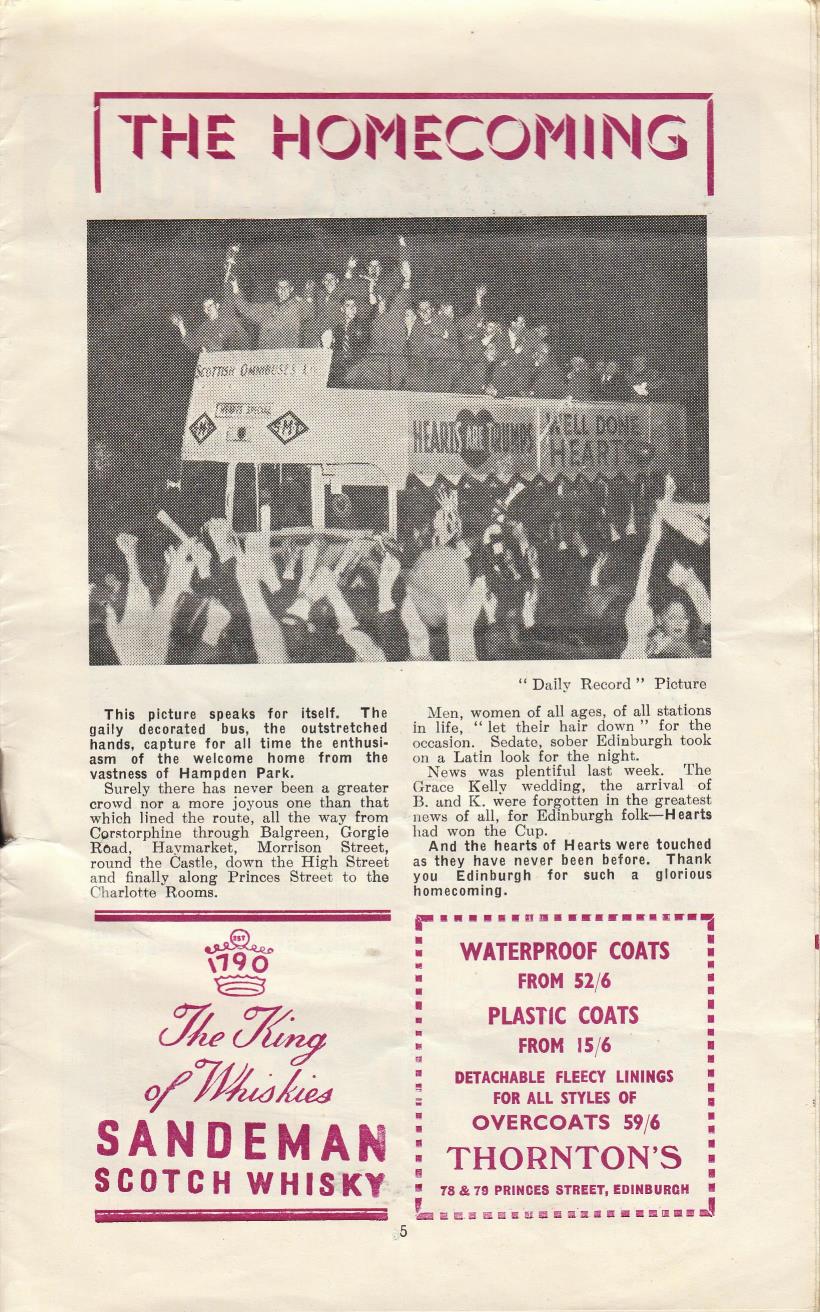 THE HOMECOMING
SCOTTISH OMNIBUSES
HEARTS SPECIAL
SMT
SMT
HEARTS ARE TRUMPS
WELL DONE
HEARTS
“ Daily Record ” Picture
This picture speaks for itself. The
gaily decorated bus, the outstretched
hands, capture for all time the enthusi-
asm of the welcome home from the
vastness of Hampden Park.
Surely there has never been a greater
crowd nor a more joyous one than that
which lined the route, all the way from
Corstorphine through Balgreen, Gorgie
Road, Haymarket, Morrison Street,
round the Castle, down the High Street
and finally along Princes Street to the
Charlotte Rooms.
Men, women of all ages, of all stations
in life, “ let their hair down ” for the
occasion. Sedate, sober Edinburgh took
on a Latin look for the night.
News was plentiful last week. The
Grace Kelly wedding, the arrival of
B. and K. were forgotten in the greatest
news of all, for Edinburgh folk—Hearts
had won the Cup.
And the hearts of Hearts were touched
as they have never been before. Thank
you Edinburgh for such a glorious
homecoming.
EST
1790
The King
of Whiskies
SANDEMAN
SCOTCH WHISKY
WATERPROOF COATS
FROM 52/6
PLASTIC COATS
FROM 15/6
DETACHABLE FLEECY LININGS
FOR ALL STYLES OF
OVERCOATS 59/6
THORNTON'S
78 & 79 PRINCES STREET, EDINBURGH
5